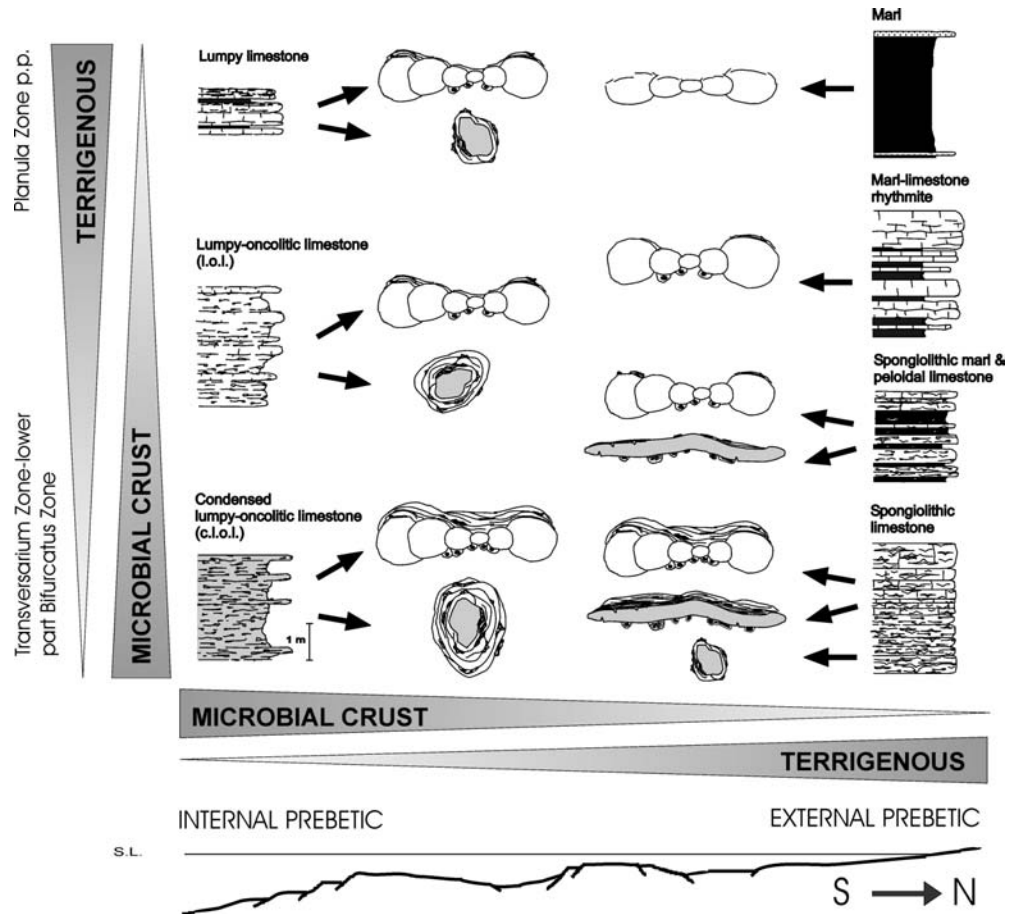 Planula Zone p.p.
TERRIGENOUS
Transversarium Zone-lower
part Bifurcatus Zone
MICROBIAL CRUST
Lumpy limestone
Marl
Marl-limestone
rhythmite
Lumpy-oncolitic limestone
(l.o.l.)
Spongiolithic marl &
peloidal limestone
Condensed
lumpy-oncolitic limestone
(c.l.o.l.)
1 m
Spongiolithic
limestone
MICROBIAL CRUST
TERRIGENOUS
INTERNAL PREBETIC
EXTERNAL PREBETIC
S.L.
S N